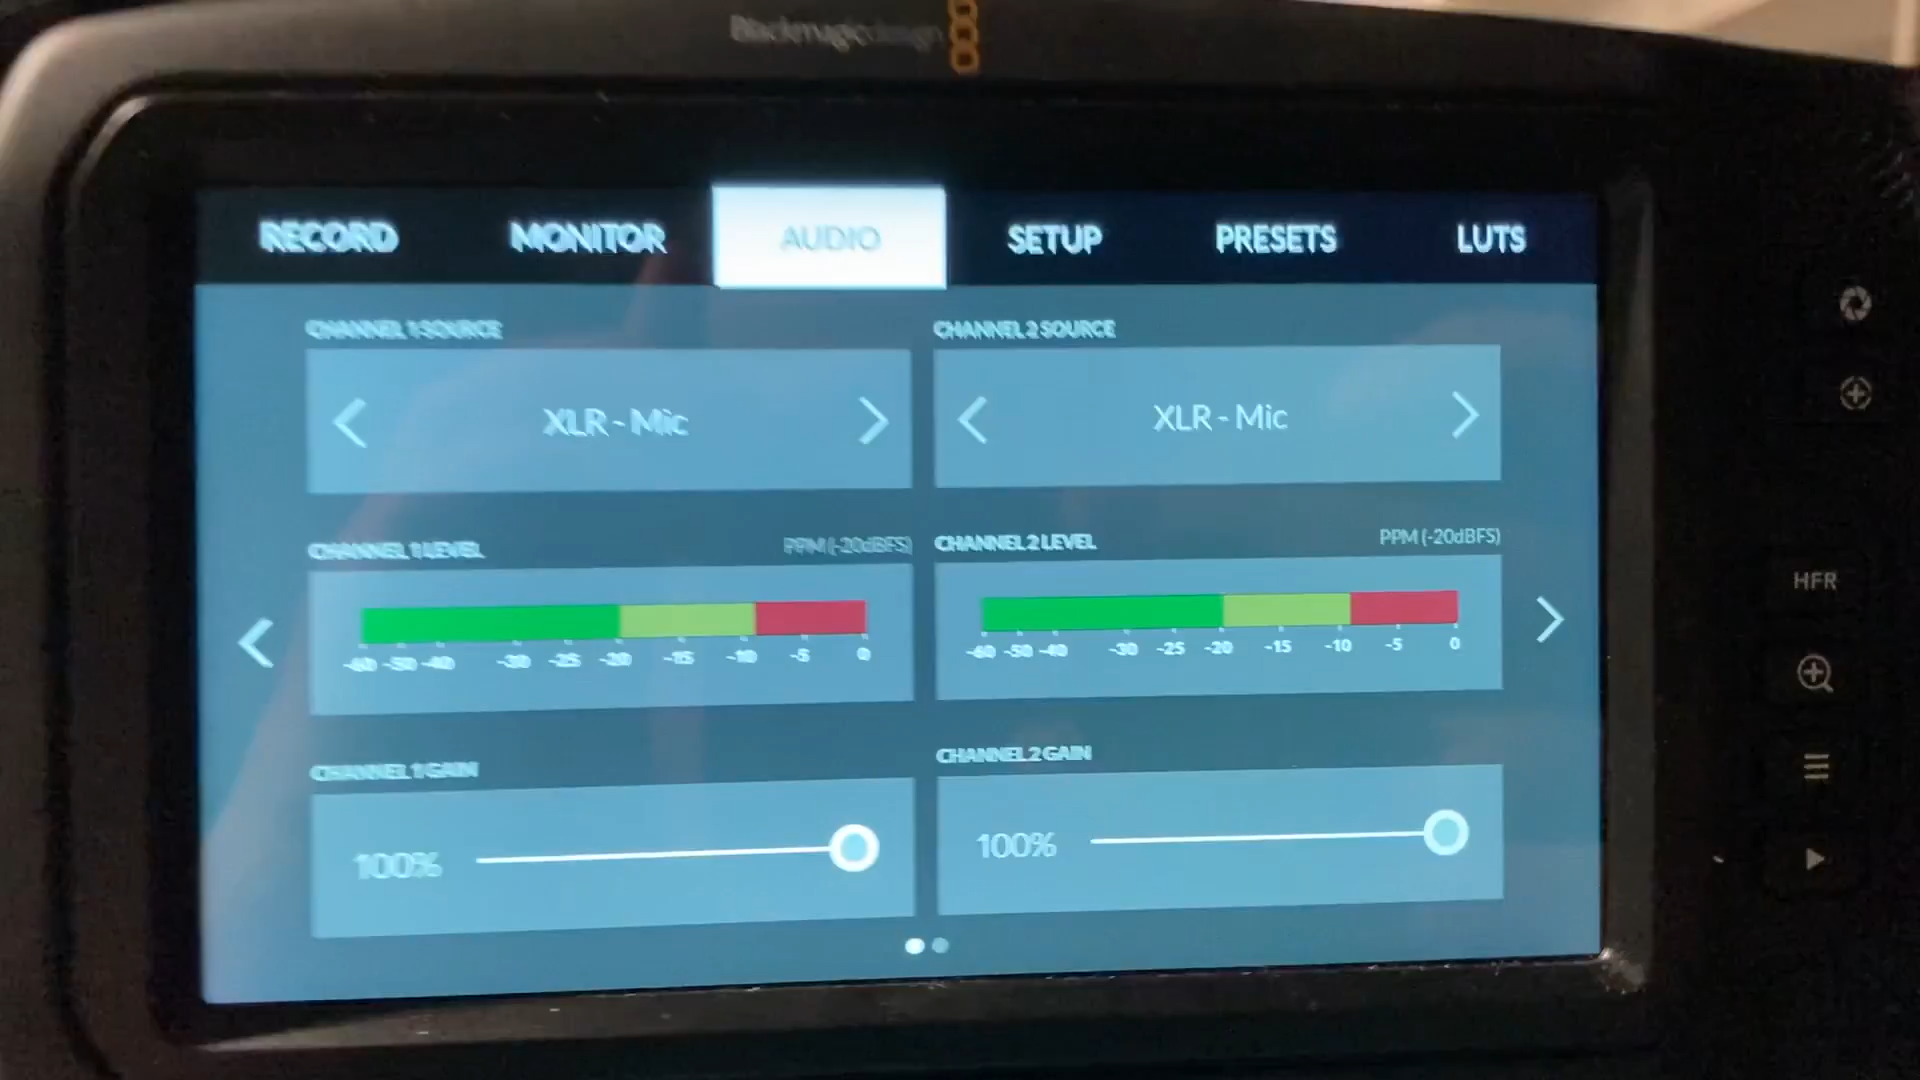 Blackmagicdesign
RECORD MONITOR AUDIO SETUP PRESETS LUTS
CHANNEL 1 SOURCE CHANNEL 2 SOURCE
XLR - Mic XLR - Mic
HFR
CHANNEL 1 LEVEL PPM (-20dBFS) CHANNEL 2 LEVEL PPM (-20dBFS)
-60 -50 -40 -30 -25 -20 -15 -10 -5 0 -60 -50 -40 -30 -25 -20 -15 -10 -5 0
CHANNEL 1 GAIN CHANNEL 2 GAIN
100% 100%